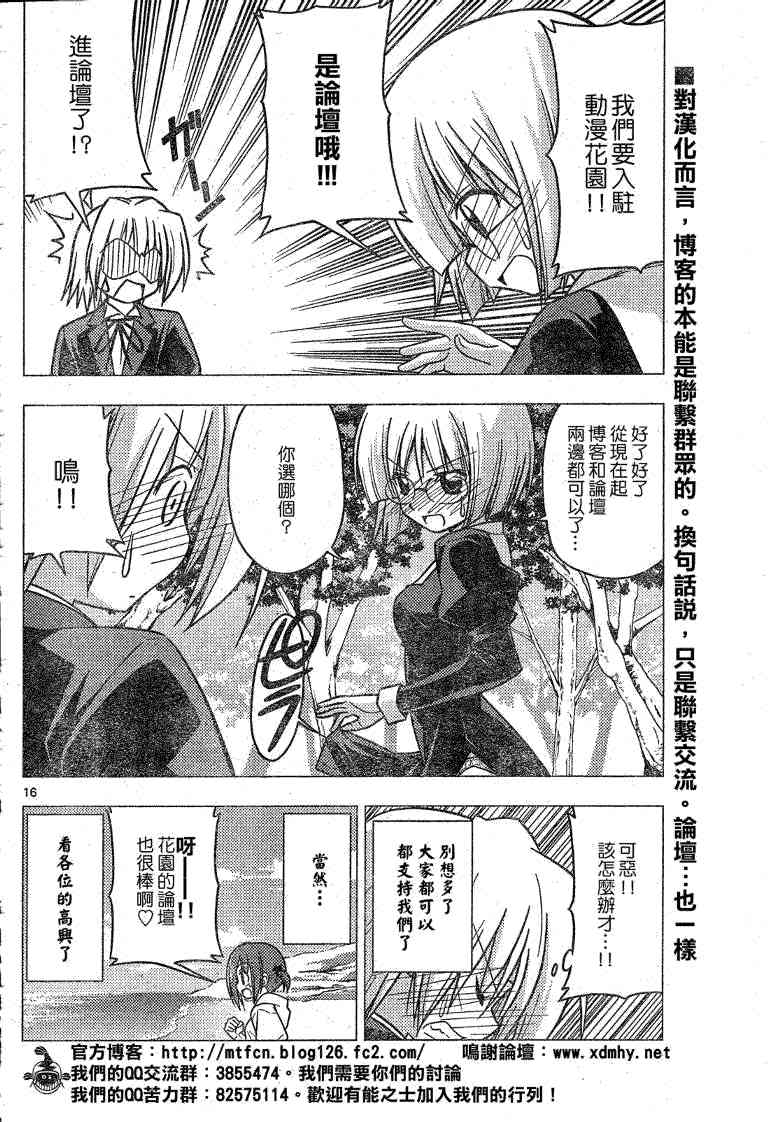 ■對漢化而言，博客的本能是聯繫群眾的。換句話説，只是聯繫交流。論壇…也一樣
我們要入駐
動漫花園!!
是論壇哦!!!
進論壇了!?
ガーン
好了好了
從現在起
博客和論壇
兩邊都可以了…
你選哪個?
ピラ
嗚!!
16
可惡!!
該怎麼辦才…!!
別想多了
大家都可以
都支持我們了
當然…
呀——!!
花園的論壇
也很棒啊♡
看各位的高興了
官方博客：http://mtfcn.blog126.fc2.com/ 鳴謝論壇：www.xdmhy.net
我們的QQ交流群：3855474。我們需要你們的討論
我們的QQ苦力群：82575114。歡迎有能之士加入我們的行列！